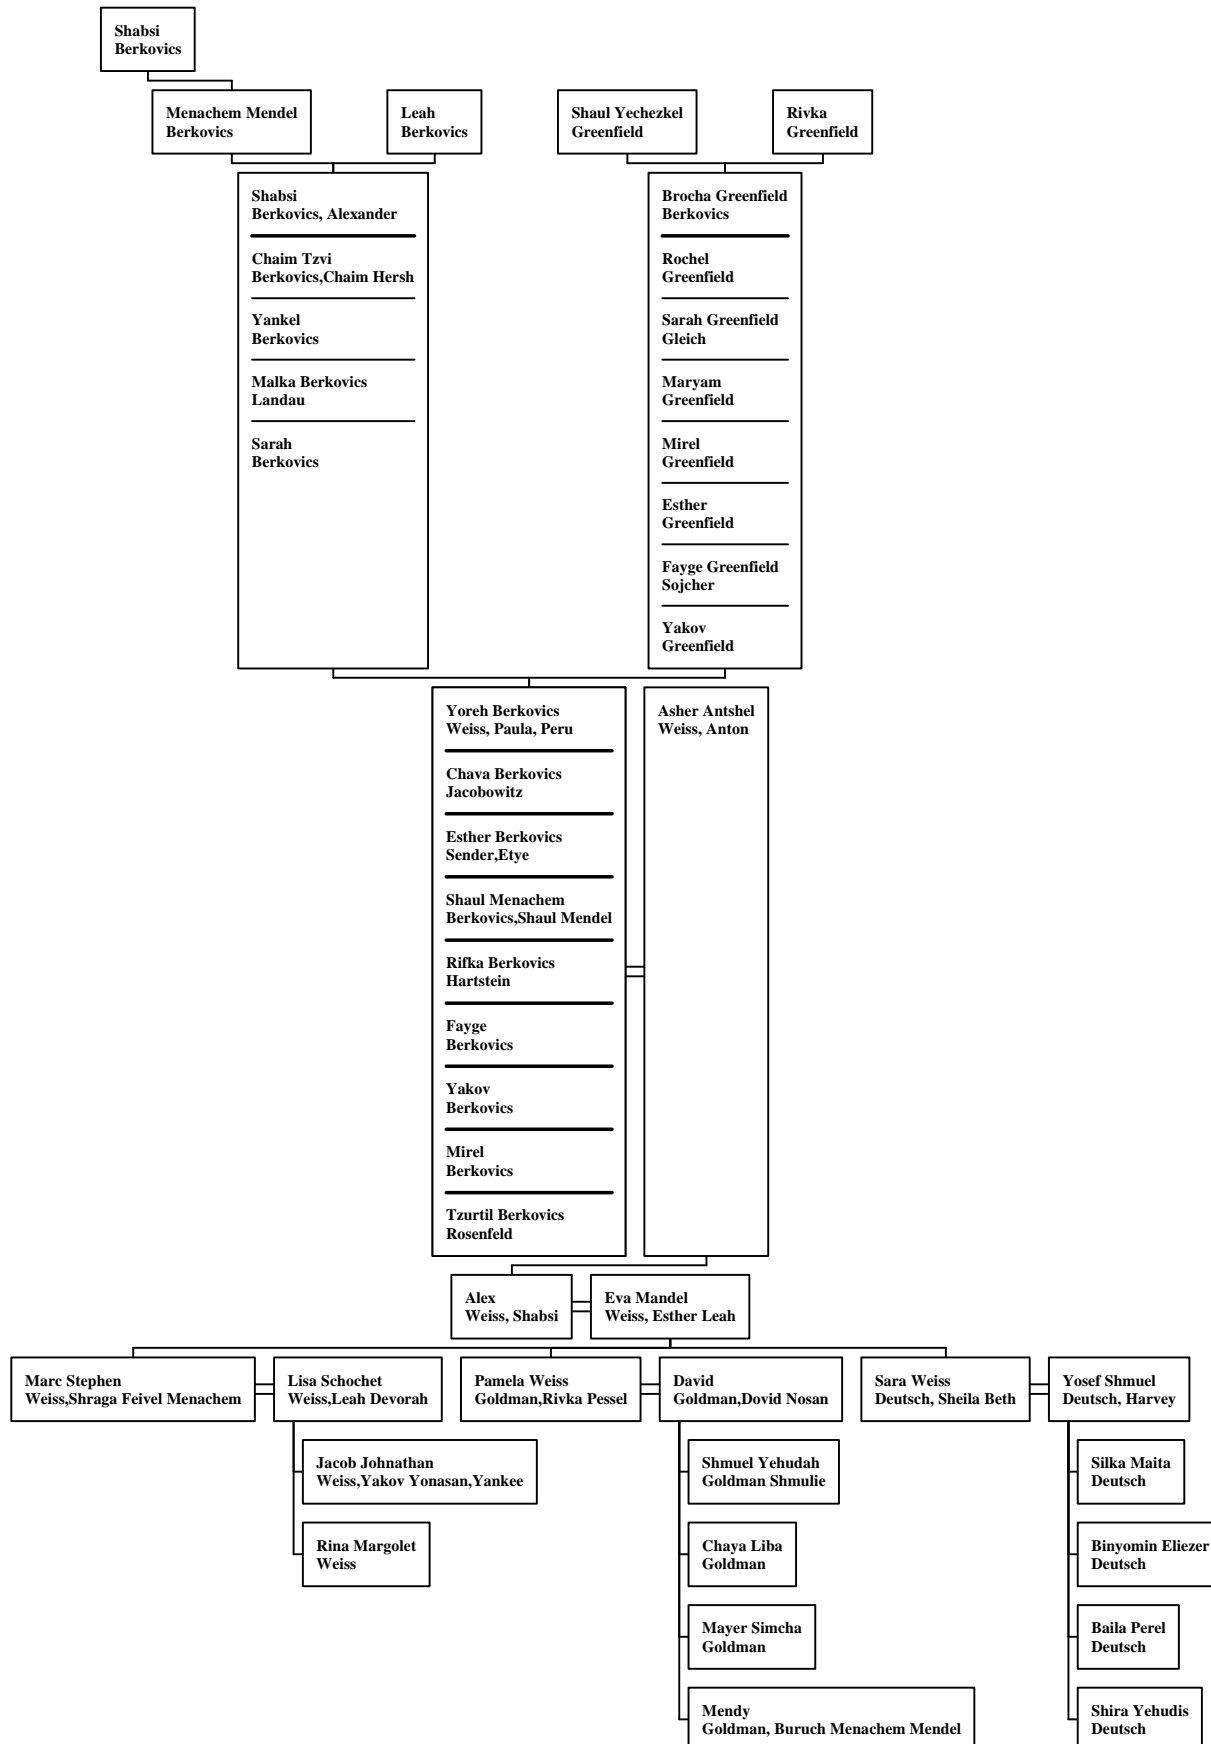 Shabsi
Berkovics
Menachem Mendel
Berkovics
Leah
Berkovics
Shaul Yechezkel
Greenfield
Rivka
Greenfield
Shabsi
Berkovics, Alexander
Chaim Tzvi
Berkovics,Chaim Hersh
Yankel
Berkovics
Malka Berkovics
Landau
Sarah
Berkovics
Brocha Greenfield
Berkovics
Rochel
Greenfield
Sarah Greenfield
Gleich
Maryam
Greenfield
Mirel
Greenfield
Esther
Greenfield
Fayge Greenfield
Sojcher
Yakov
Greenfield
Yoreh Berkovics
Weiss, Paula, Peru
Chava Berkovics
Jacobowitz
Esther Berkovics
Sender,Etye
Shaul Menachem
Berkovics,Shaul Mendel
Rifka Berkovics
Hartstein
Fayge
Berkovics
Yakov
Berkovics
Mirel
Berkovics
Tzurtil Berkovics
Rosenfeld
Asher Antshel
Weiss, Anton
Alex
Weiss, Shabsi
Eva Mandel
Weiss, Esther Leah
Marc Stephen
Weiss,Shraga Feivel Menachem
Lisa Schochet
Weiss,Leah Devorah
Pamela Weiss
Goldman,Rivka Pessel
David
Goldman,Dovid Nosan
Sara Weiss
Deutsch, Sheila Beth
Yosef Shmuel
Deutsch, Harvey
Jacob Johnathan
Weiss,Yakov Yonasan,Yankee
Rina Margolet
Weiss
Shmuel Yehudah
Goldman Shmulie
Chaya Liba
Goldman
Mayer Simcha
Goldman
Mendy
Goldman, Buruch Menachem Mendel
Silka Maita
Deutsch
Binyomin Eliezer
Deutsch
Baila Perel
Deutsch
Shira Yehudis
Deutsch